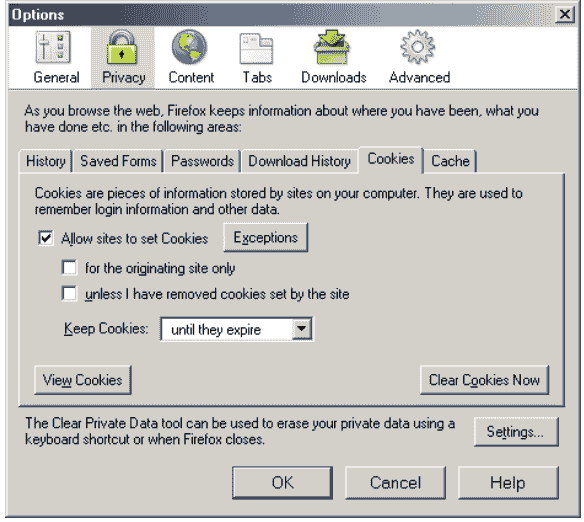 Options
General Privacy Content Tabs Downloads Advanced
As you browse the web, Firefox keeps information about where you have been, what you
have done etc. in the following areas:
History Saved Forms Passwords Download History Cookies Cache
Cookies are pieces of information stored by sites on your computer. They are used to
remember login information and other data.
Allow sites to set Cookies Exceptions
for the originating site only
unless I have removed cookies set by the site
Keep Cookies: until they expire
View Cookies Clear Cookies Now
The Clear Private Data tool can be used to erase your private data using a
keyboard shortcut or when Firefox closes.
Settings...
OK Cancel Help